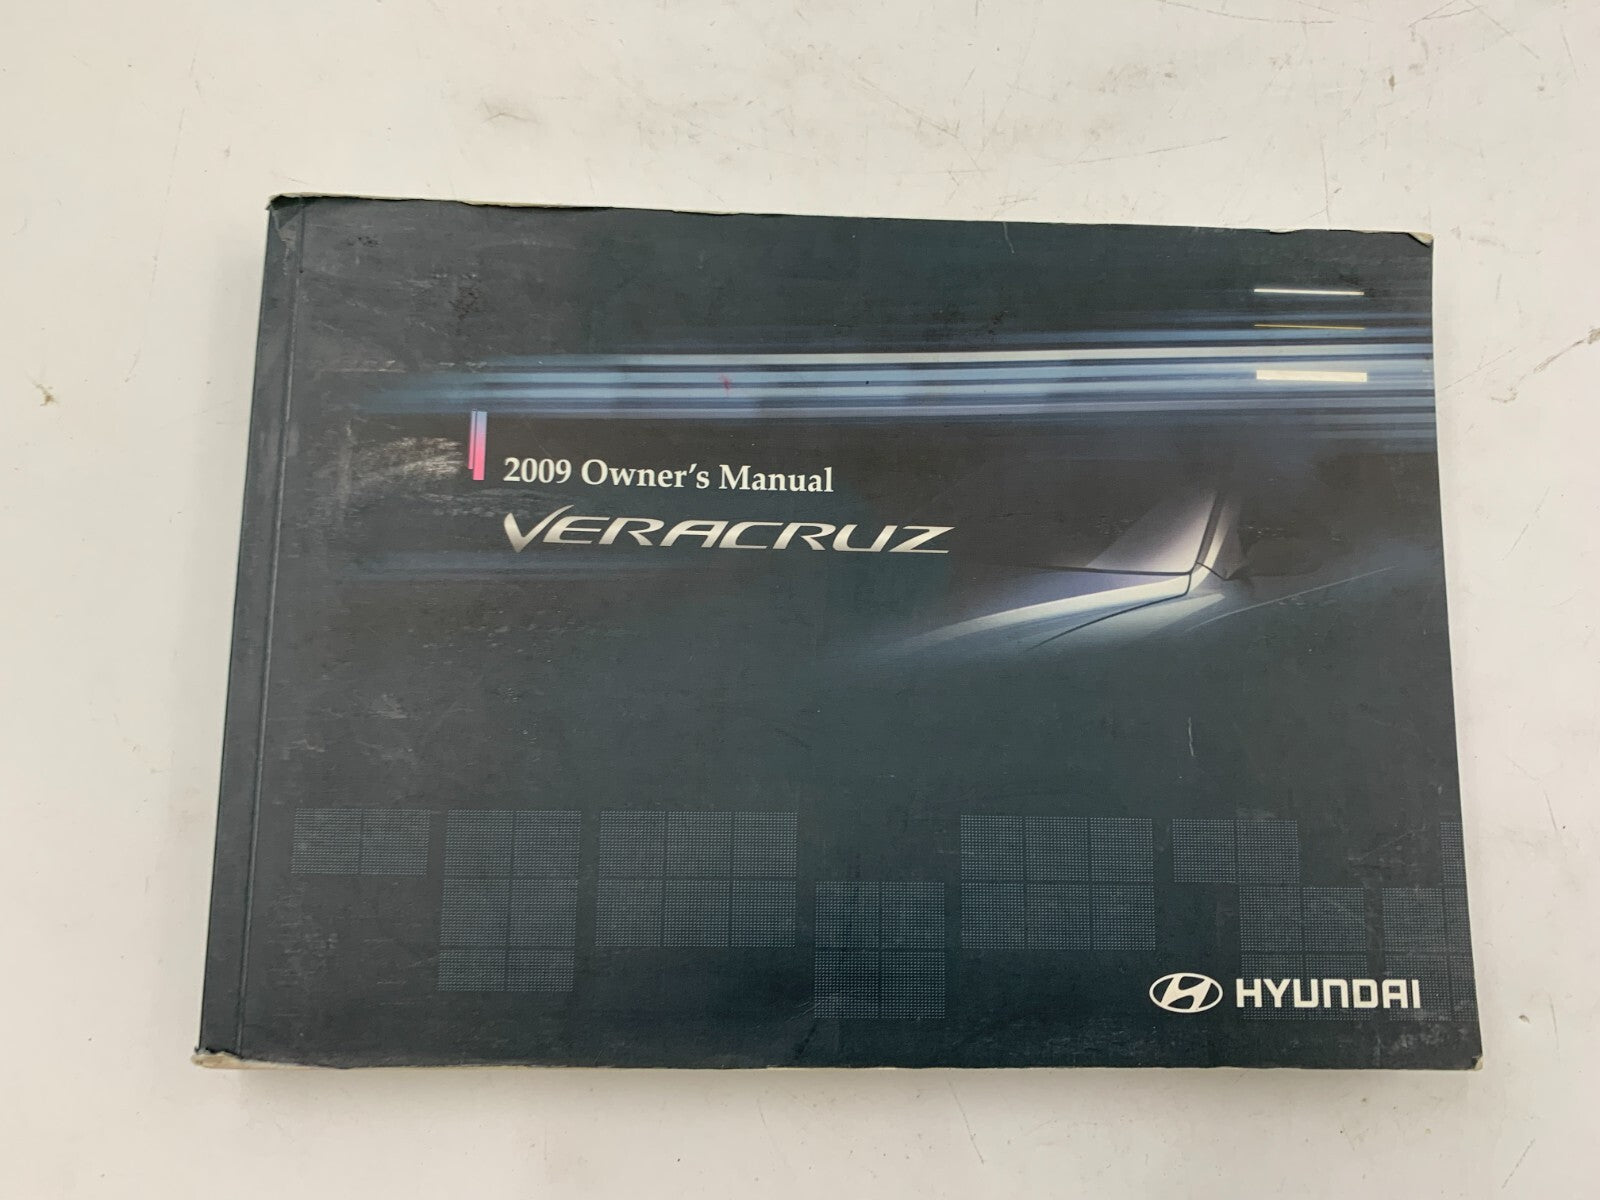 2009 Owner's Manual
VERACRUZ
HYUNDAI